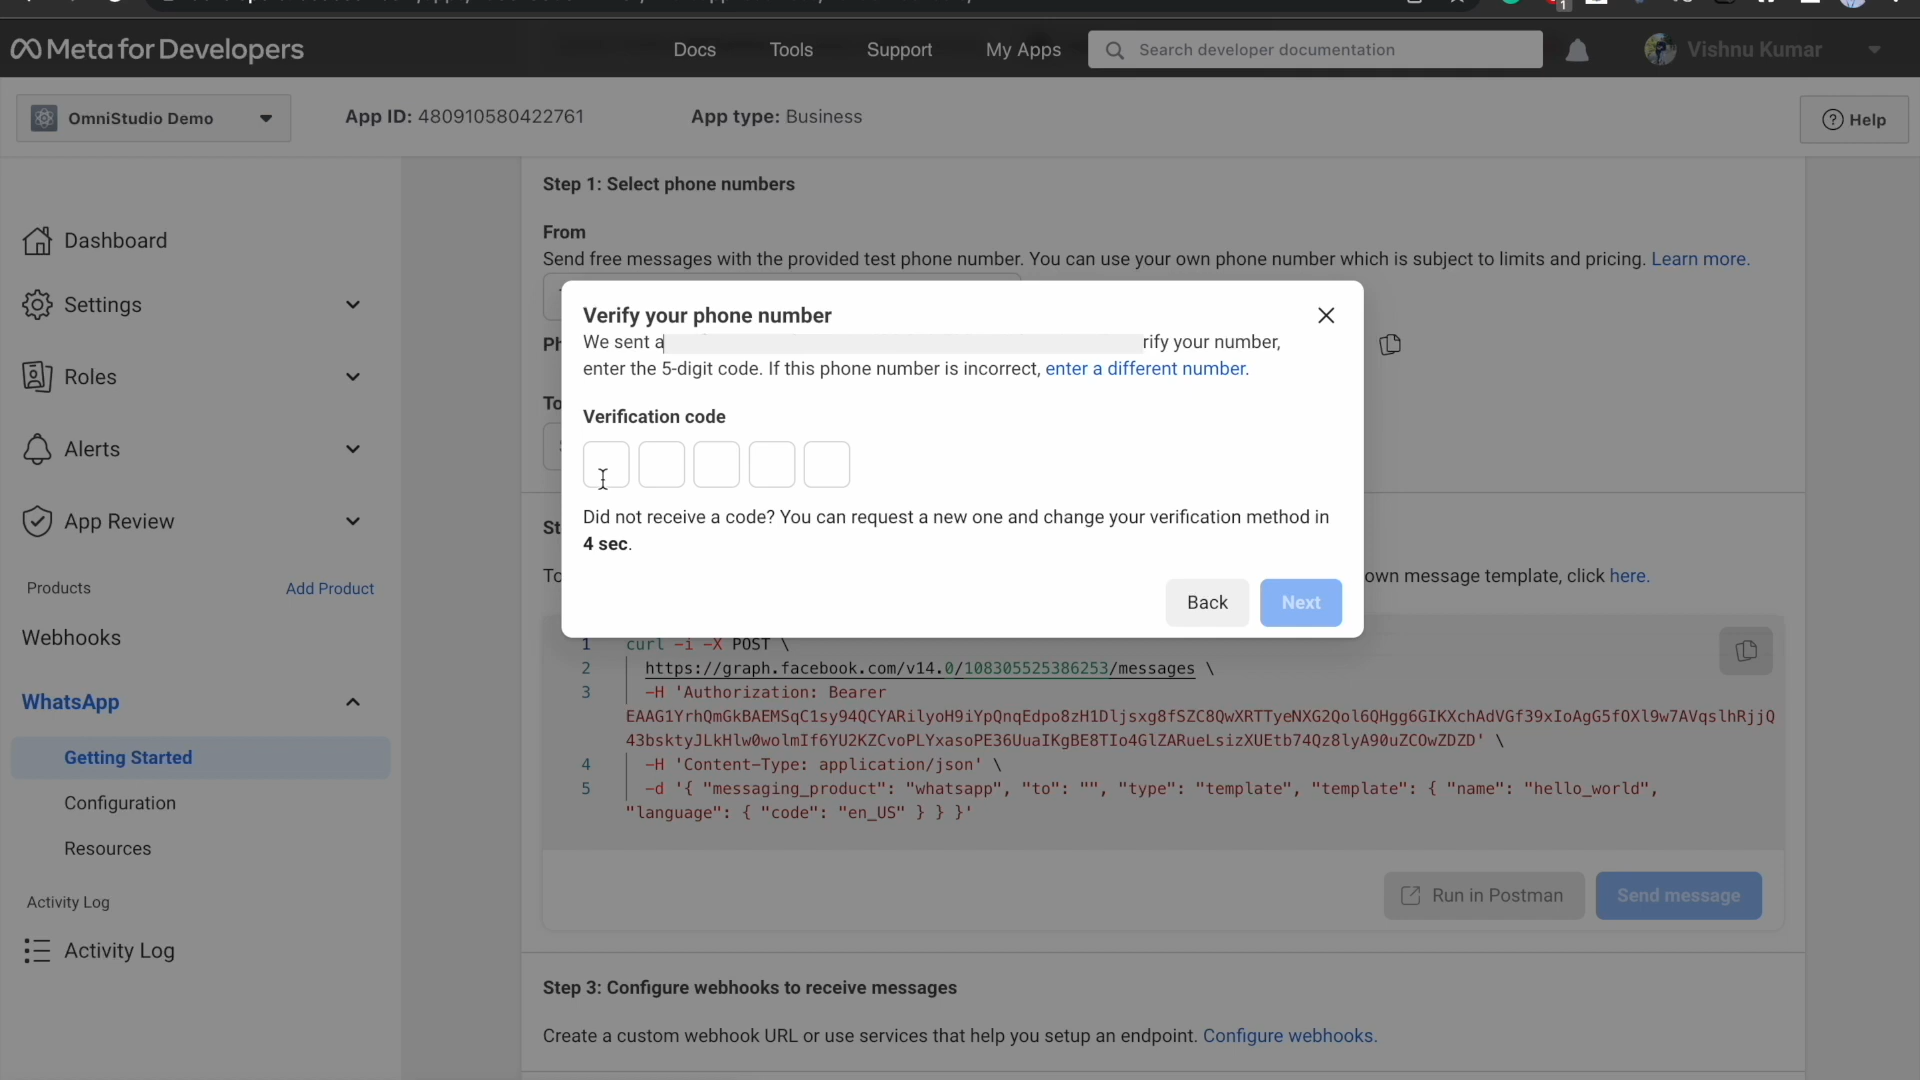 Meta for Developers
Docs
Tools
Support
My Apps
Search developer documentation
Vishnu Kumar
1
OmniStudio Demo
App ID: 480910580422761
App type: Business
Help
Dashboard
Settings
Roles
Alerts
App Review
Products
Add Product
Webhooks
WhatsApp
Getting Started
Configuration
Resources
Activity Log
Activity Log
Step 1: Select phone numbers
From
Send free messages with the provided test phone number. You can use your own phone number which is subject to limits and pricing. Learn more.
Verify your phone number
We sent a rify your number,
enter the 5-digit code. If this phone number is incorrect, enter a different number.
Verification code
Did not receive a code? You can request a new one and change your verification method in
4 sec.
Back
Next
own message template, click here.
1 curl -i -X POST \
2 https://graph.facebook.com/v14.0/108305525386253/messages \
3 -H 'Authorization: Bearer
EAAG1YrhQmGkBAEMSqC1sy94QCYARilyoH9iYpQnqEdpo8zH1Dljsxg8fSZC8QwXRTTyeNXG2Qol6QHgg6GIKXchAdVGf39xIoAgG5fOXl9w7AVqslhRjjQ
43bsktyJLkHlw0wolmIf6YU2KZCvoPLYxasoPE36UuaIKgBE8TIo4GlZARueLsizXUEtb74Qz8lyA90uZCOwZDZD' \
4 -H 'Content-Type: application/json' \
5 -d '{ "messaging_product": "whatsapp", "to": "", "type": "template", "template": { "name": "hello_world",
"language": { "code": "en_US" } } }'
Run in Postman
Send message
Step 3: Configure webhooks to receive messages
Create a custom webhook URL or use services that help you setup an endpoint. Configure webhooks.